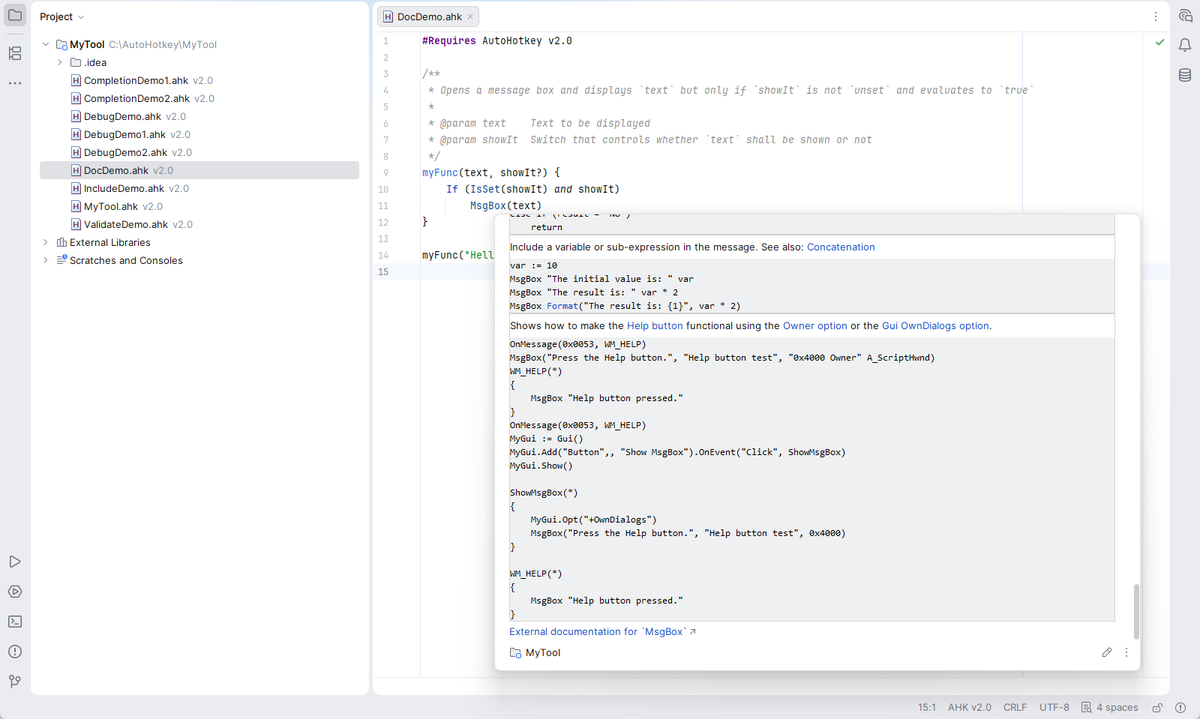 Project
MyTool C:\AutoHotkey\MyTool
.idea
CompletionDemo1.ahk v2.0
CompletionDemo2.ahk v2.0
DebugDemo.ahk v2.0
DebugDemo1.ahk v2.0
DebugDemo2.ahk v2.0
DocDemo.ahk v2.0
IncludeDemo.ahk v2.0
MyTool.ahk v2.0
ValidateDemo.ahk v2.0
External Libraries
Scratches and Consoles
DocDemo.ahk
1 #Requires AutoHotkey v2.0
2
3 /**
4 * Opens a message box and displays `text` but only if `showIt` is not `unset` and evaluates to `true`
5 *
6 * @param text    Text to be displayed
7 * @param showIt  Switch that controls whether `text` shall be shown or not
8 */
9 myFunc(text, showIt?) {
10     If (IsSet(showIt) and showIt)
11         MsgBox(text)
12 }
13
14 myFunc("Hell
15
else if (result = "No")
    return
Include a variable or sub-expression in the message. See also: Concatenation
var := 10
MsgBox "The initial value is: " var
MsgBox "The result is: " var * 2
MsgBox Format("The result is: {1}", var * 2)
Shows how to make the Help button functional using the Owner option or the Gui OwnDialogs option.
OnMessage(0x0053, WM_HELP)
MsgBox("Press the Help button.", "Help button test", "0x4000 Owner" A_ScriptHwnd)
WM_HELP(*)
{
    MsgBox "Help button pressed."
}
OnMessage(0x0053, WM_HELP)
MyGui := Gui()
MyGui.Add("Button",, "Show MsgBox").OnEvent("Click", ShowMsgBox)
MyGui.Show()
ShowMsgBox(*)
{
    MyGui.Opt("+OwnDialogs")
    MsgBox("Press the Help button.", "Help button test", 0x4000)
}
WM_HELP(*)
{
    MsgBox "Help button pressed."
}
External documentation for `MsgBox`↗
MyTool
15:1 AHK v2.0 CRLF UTF-8 4 spaces